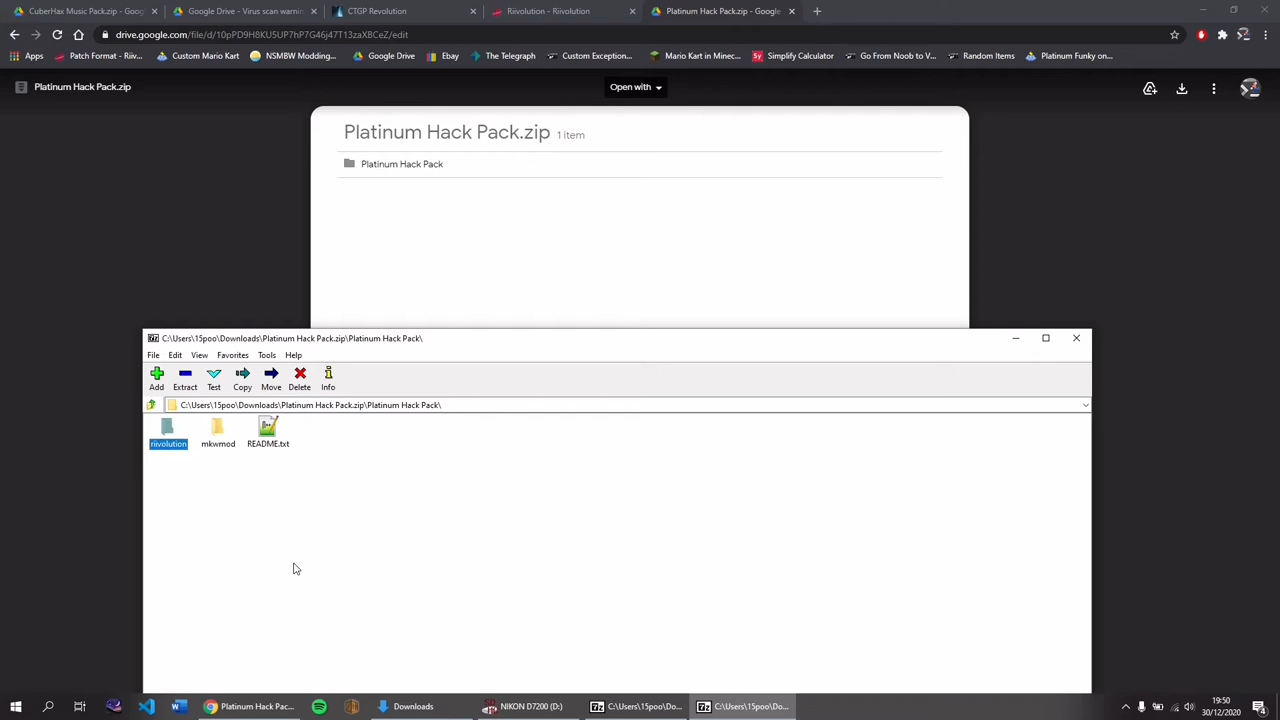 CuberHax Music Pack.zip - Goog
Google Drive - Virus scan warnin
CTGP Revolution
Riivolution - Riivolution
Platinum Hack Pack.zip - Google
drive.google.com/file/d/10pPD9H8KU5UP7hP7G46j47T13zaXBCeZ/edit
Apps
Patch Format - Riiv...
Custom Mario Kart
NSMBW Modding...
Google Drive
Ebay
The Telegraph
Custom Exception...
Mario Kart in Minec...
Simplify Calculator
Go From Noob to V...
Random Items
Platinum Funky on...
Platinum Hack Pack.zip
Open with
Platinum Hack Pack.zip 1 item
Platinum Hack Pack
C:\Users\15poo\Downloads\Platinum Hack Pack.zip\Platinum Hack Pack\
File Edit View Favorites Tools Help
Add Extract Test Copy Move Delete Info
C:\Users\15poo\Downloads\Platinum Hack Pack.zip\Platinum Hack Pack\
riivolution
mkwmod
README.txt
Platinum Hack Pac...
Downloads
NIKON D7200 (D:)
C:\Users\15poo\Do...
C:\Users\15poo\Do...
19:50
30/12/2020